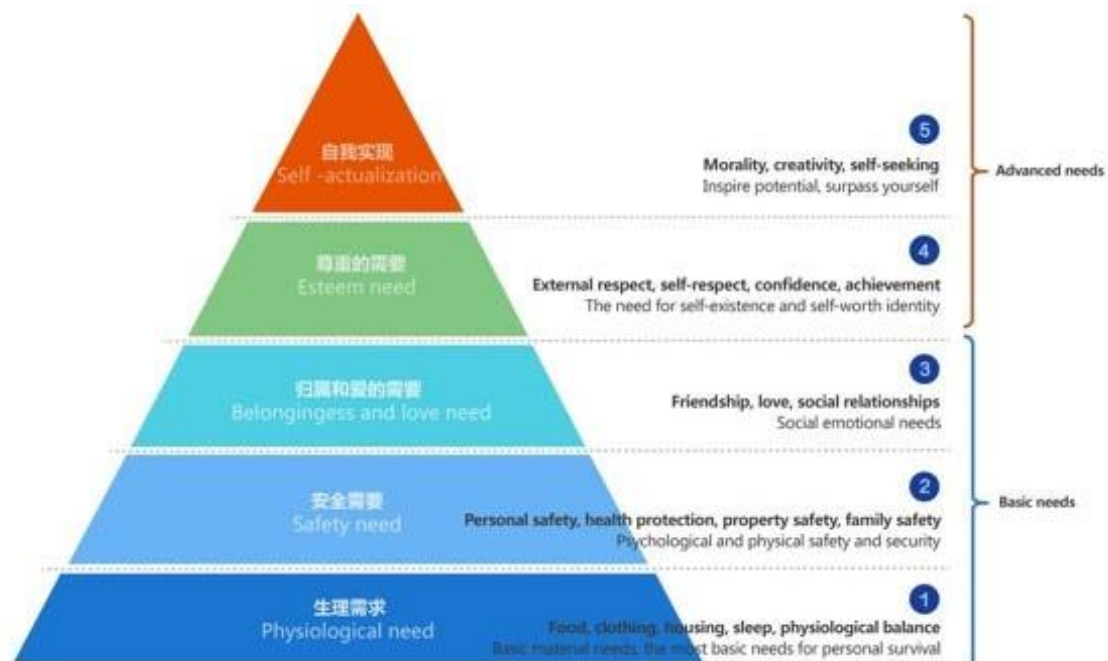 自我实现
Self -actualization
5
Morality, creativity, self-seeking
Inspire potential, surpass yourself
Advanced needs
尊重的需要
Esteem need
4
External respect, self-respect, confidence, achievement
The need for self-existence and self-worth identity
归属和爱的需要
Belongingess and love need
3
Friendship, love, social relationships
Social emotional needs
安全需要
Safety need
2
Personal safety, health protection, property safety, family safety
Psychological and physical safety and security
Basic needs
生理需求
Physiological need
1
Food, clothing, housing, sleep, physiological balance
Basic material needs, the most basic needs for personal survival